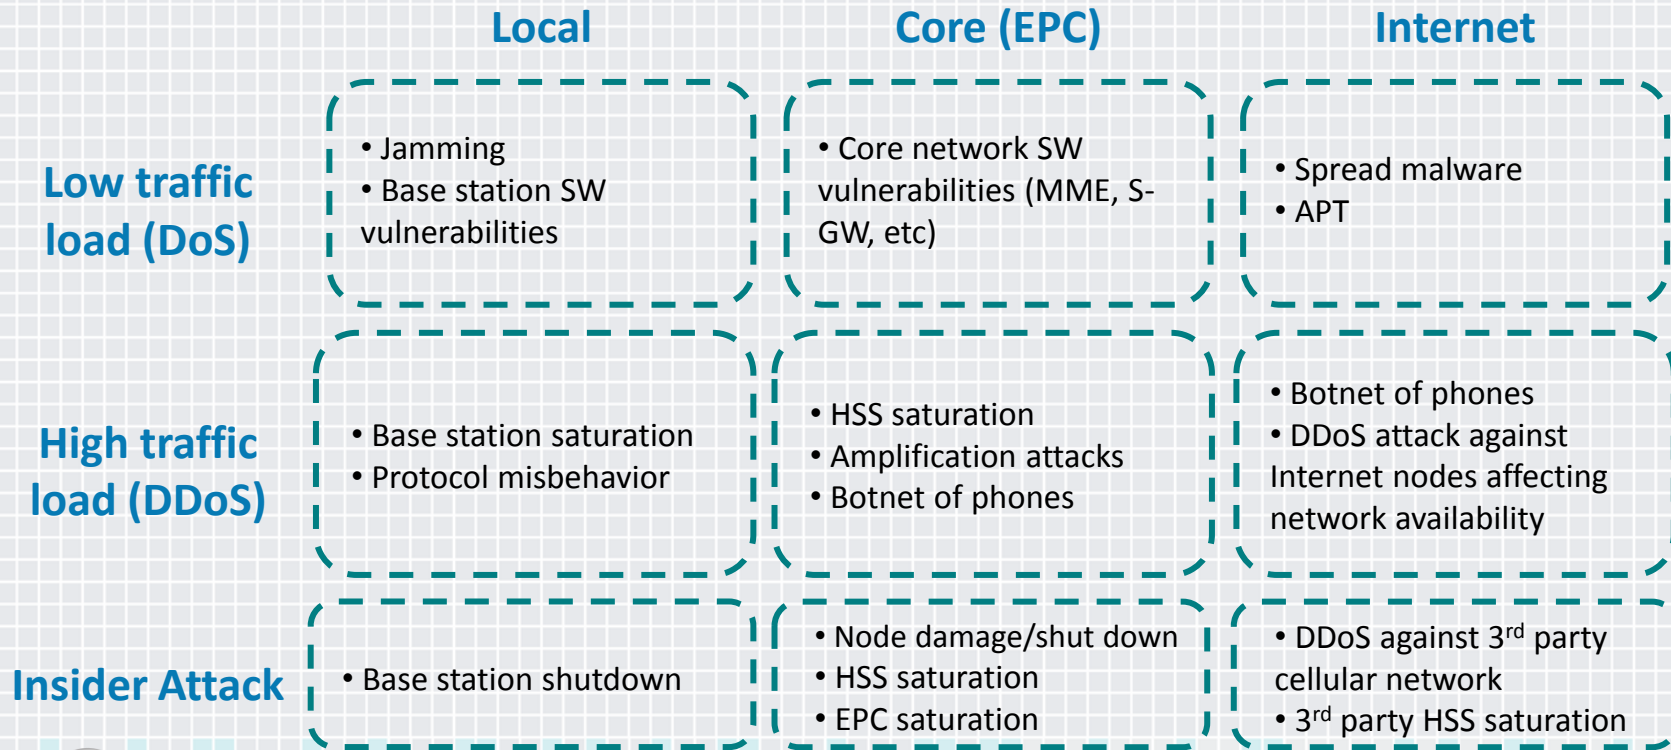 Local
Core (EPC)
Internet
Low traffic
load (DoS)
• Jamming
• Base station SW
vulnerabilities
• Core network SW
vulnerabilities (MME, S-
GW, etc)
• Spread malware
• APT
High traffic
load (DDoS)
• Base station saturation
• Protocol misbehavior
• HSS saturation
• Amplification attacks
• Botnet of phones
• Botnet of phones
• DDoS attack against
Internet nodes affecting
network availability
Insider Attack
• Base station shutdown
• Node damage/shut down
• HSS saturation
• EPC saturation
• DDoS against 3rd party
cellular network
• 3rd party HSS saturation